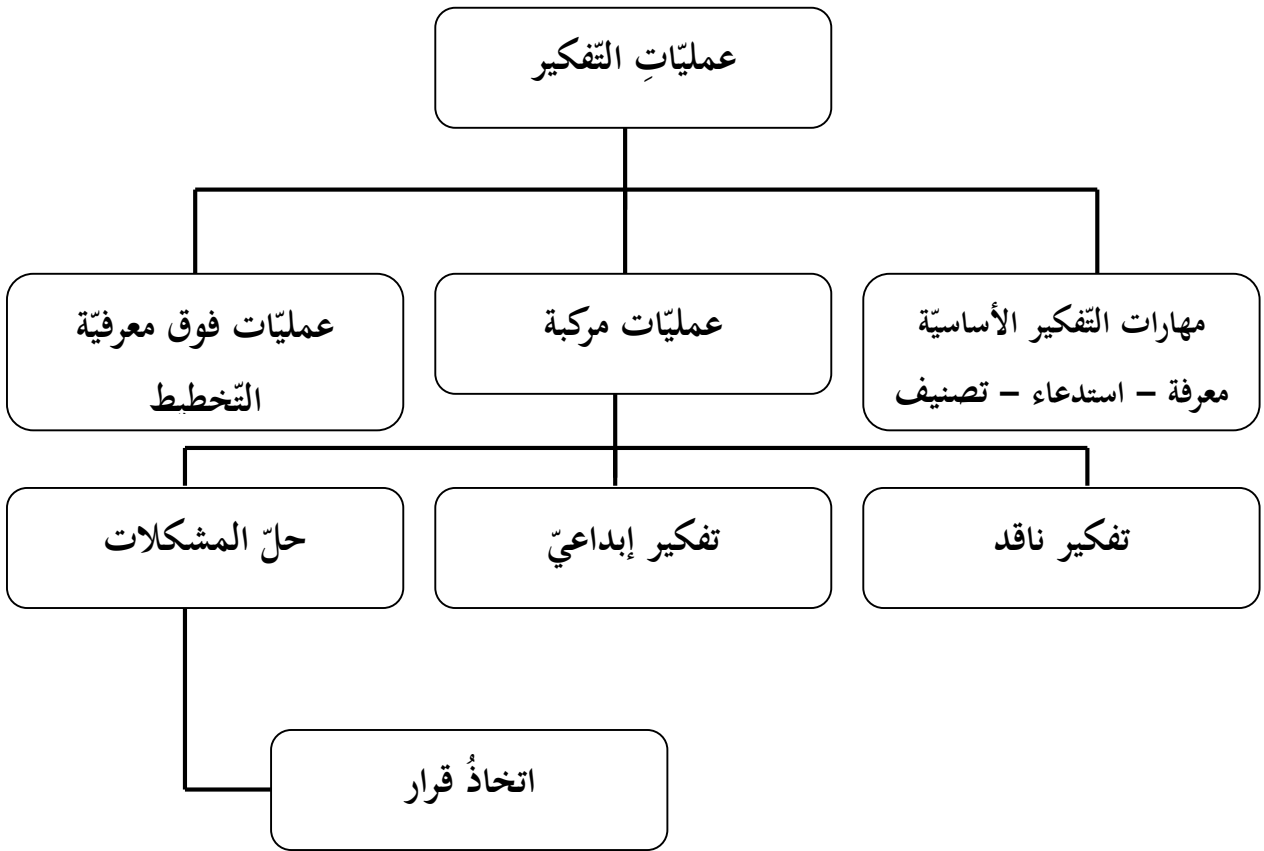 عمليّاتِ التّفكير
مهارات التّفكير الأساسيّة
معرفة – استدعاء – تصنيف
عمليّات مركبة
عمليّات فوق معرفيّة
التّخطيط
تفكير ناقد
تفكير إبداعيّ
حلّ المشكلات
اتخاذُ قرار